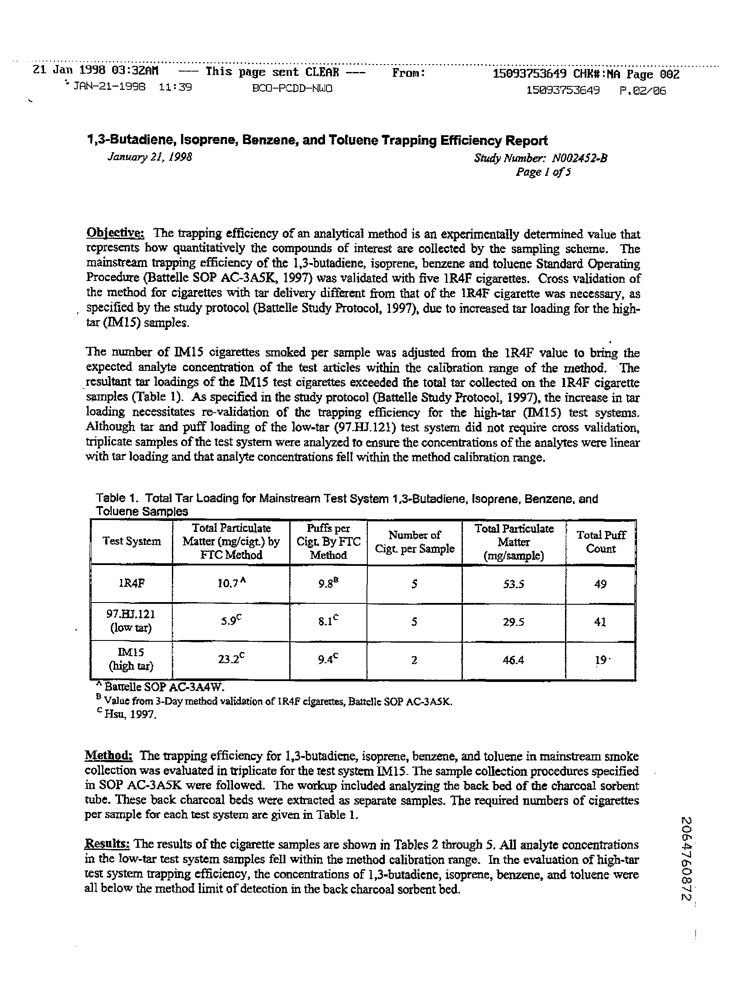 21 Jan 1998 03:32AM --- This page sent CLEAR --- From: 15093753649 CHK#:NA Page 002
JAN-21-1998 11:39 BCO-PCDD-NWO 15093753649 P.02/06
1,3-Butadiene, Isoprene, Benzene, and Toluene Trapping Efficiency Report
January 21, 1998 Study Number: N002452-B
Page 1 of 5
Objective: The trapping efficiency of an analytical method is an experimentally determined value that
represents how quantitatively the compounds of interest are collected by the sampling scheme. The
mainstream trapping efficiency of the 1,3-butadiene, isoprene, benzene and toluene Standard Operating
Procedure (Battelle SOP AC-3A5K, 1997) was validated with five 1R4F cigarettes. Cross validation of
the method for cigarettes with tar delivery different from that of the 1R4F cigarette was necessary, as
specified by the study protocol (Battelle Study Protocol, 1997), due to increased tar loading for the high-
tar (IM15) samples.
The number of IM15 cigarettes smoked per sample was adjusted from the 1R4F value to bring the
expected analyte concentration of the test articles within the calibration range of the method. The
resultant tar loadings of the IM15 test cigarettes exceeded the total tar collected on the 1R4F cigarette
samples (Table 1). As specified in the study protocol (Battelle Study Protocol, 1997), the increase in tar
loading necessitates re-validation of the trapping efficiency for the high-tar (IM15) test systems.
Although tar and puff loading of the low-tar (97.HJ.121) test system did not require cross validation,
triplicate samples of the test system were analyzed to ensure the concentrations of the analytes were linear
with tar loading and that analyte concentrations fell within the method calibration range.
Table 1. Total Tar Loading for Mainstream Test System 1,3-Butadiene, Isoprene, Benzene, and
Toluene Samples
Test System | Total Particulate Matter (mg/cigt.) by FTC Method | Puffs per Cigt. By FTC Method | Number of Cigt. per Sample | Total Particulate Matter (mg/sample) | Total Puff Count
1R4F | 10.7^A | 9.8^B | 5 | 53.5 | 49
97.HJ.121 (low tar) | 5.9^C | 8.1^C | 5 | 29.5 | 41
IM15 (high tar) | 23.2^C | 9.4^C | 2 | 46.4 | 19
^A Battelle SOP AC-3A4W.
^B Value from 3-Day method validation of 1R4F cigarettes, Battelle SOP AC-3A5K.
^C Hsu, 1997.
Method: The trapping efficiency for 1,3-butadiene, isoprene, benzene, and toluene in mainstream smoke
collection was evaluated in triplicate for the test system IM15. The sample collection procedures specified
in SOP AC-3A5K were followed. The workup included analyzing the back bed of the charcoal sorbent
tube. These back charcoal beds were extracted as separate samples. The required numbers of cigarettes
per sample for each test system are given in Table 1.
Results: The results of the cigarette samples are shown in Tables 2 through 5. All analyte concentrations
in the low-tar test system samples fell within the method calibration range. In the evaluation of high-tar
test system trapping efficiency, the concentrations of 1,3-butadiene, isoprene, benzene, and toluene were
all below the method limit of detection in the back charcoal sorbent bed.
2064760872